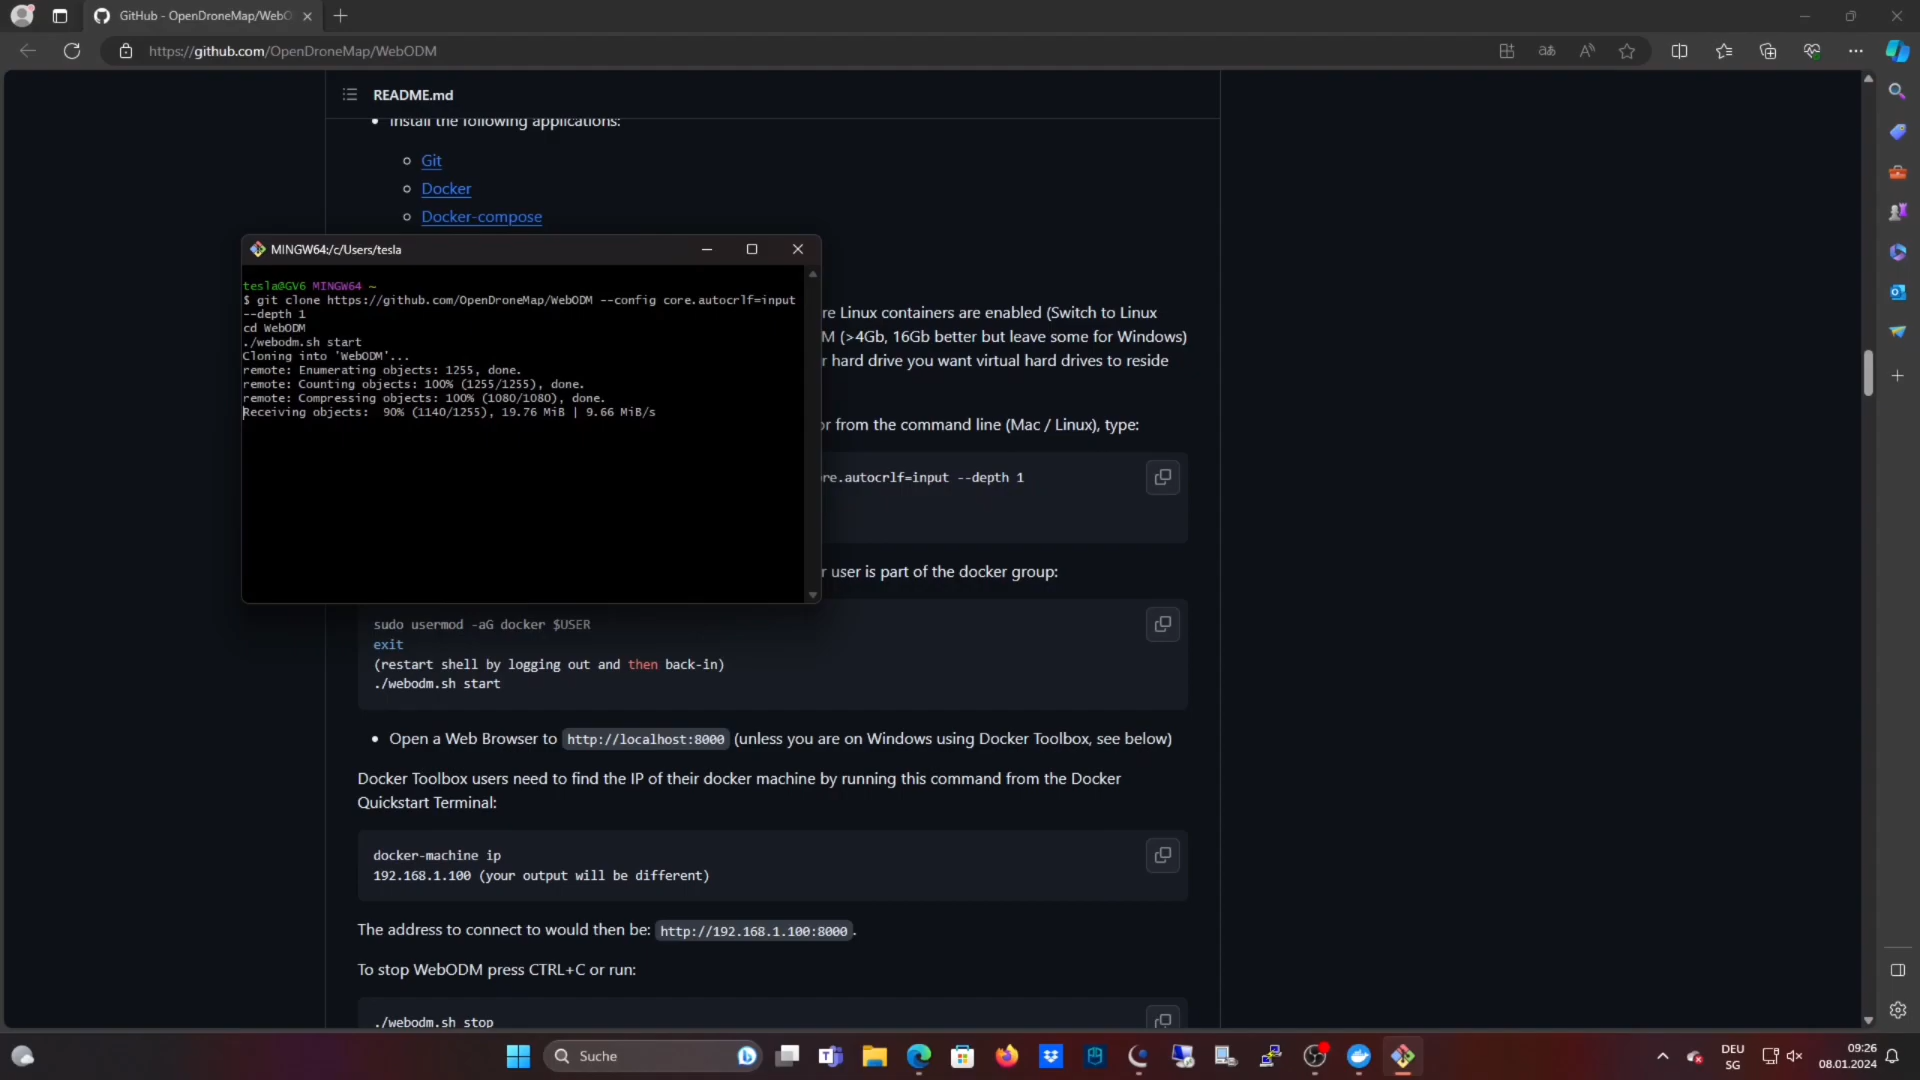 GitHub - OpenDroneMap/WebO
https://github.com/OpenDroneMap/WebODM
README.md
Install the following applications:
Git
Docker
Docker-compose
MINGW64:/c/Users/tesla
tesla@GV6 MINGW64 ~
$ git clone https://github.com/OpenDroneMap/WebODM --config core.autocrlf=input
--depth 1
cd WebODM
./webodm.sh start
Cloning into 'WebODM'...
remote: Enumerating objects: 1255, done.
remote: Counting objects: 100% (1255/1255), done.
remote: Compressing objects: 100% (1080/1080), done.
Receiving objects:  90% (1140/1255), 19.76 MiB | 9.66 MiB/s
re Linux containers are enabled (Switch to Linux
M (>4Gb, 16Gb better but leave some for Windows)
r hard drive you want virtual hard drives to reside
or from the command line (Mac / Linux), type:
re.autocrlf=input --depth 1
r user is part of the docker group:
sudo usermod -aG docker $USER
exit
(restart shell by logging out and then back-in)
./webodm.sh start
Open a Web Browser to http://localhost:8000 (unless you are on Windows using Docker Toolbox, see below)
Docker Toolbox users need to find the IP of their docker machine by running this command from the Docker
Quickstart Terminal:
docker-machine ip
192.168.1.100 (your output will be different)
The address to connect to would then be: http://192.168.1.100:8000.
To stop WebODM press CTRL+C or run:
./webodm.sh stop
Suche
DEU
SG
09:26
08.01.2024